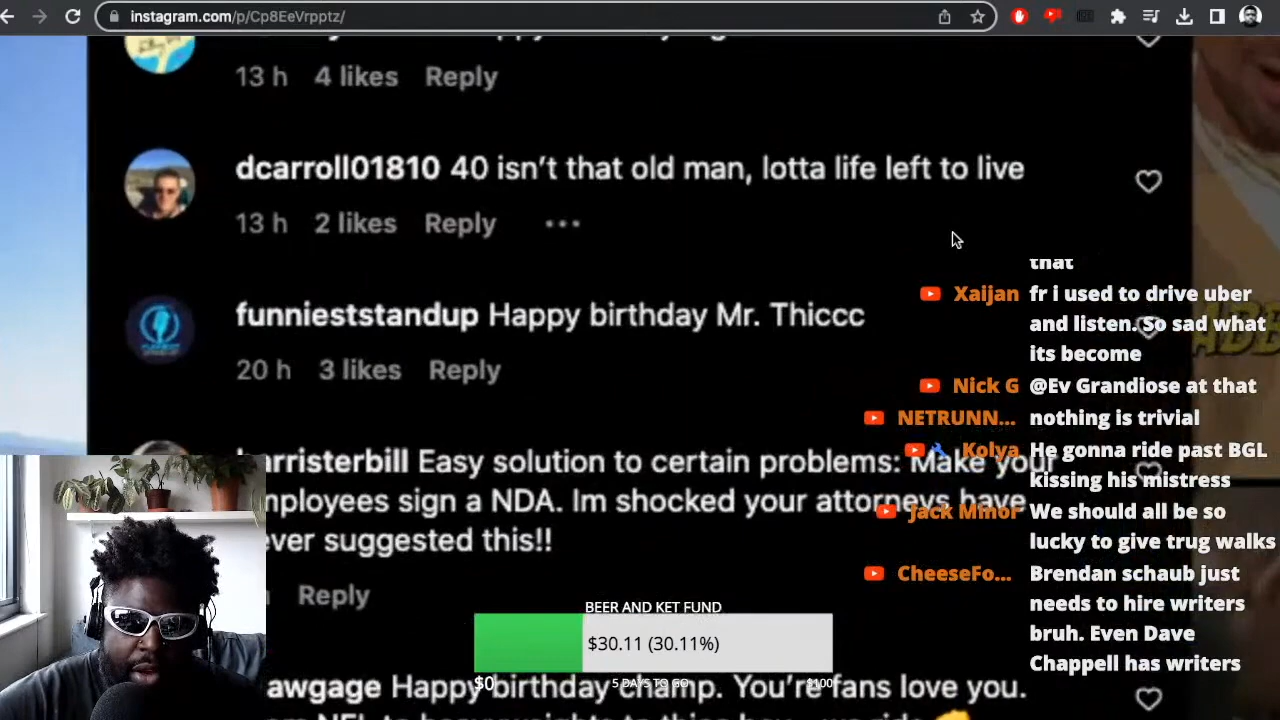 instagram.com/p/Cp8EeVrpptz/
13 h 4 likes Reply
dcarroll01810 40 isn't that old man, lotta life left to live
13 h 2 likes Reply •••
that
Xaijan fr i used to drive uber
and listen. So sad what
its become
funnieststandup Happy birthday Mr. Thiccc
20 h 3 likes Reply
Nick G @Ev Grandiose at that
NETRUNN... nothing is trivial
Kolya He gonna ride past BGL
kissing his mistress
arristerbill Easy solution to certain problems: Make your
mployees sign a NDA. Im shocked your attorneys have
ever suggested this!!
Jack Minor We should all be so
lucky to give trug walks
CheeseFo... Brendan schaub just
needs to hire writers
bruh. Even Dave
Chappell has writers
Reply
BEER AND KET FUND
$30.11 (30.11%)
$0 5 DAYS TO GO $100
awgage Happy birthday champ. You're fans love you.